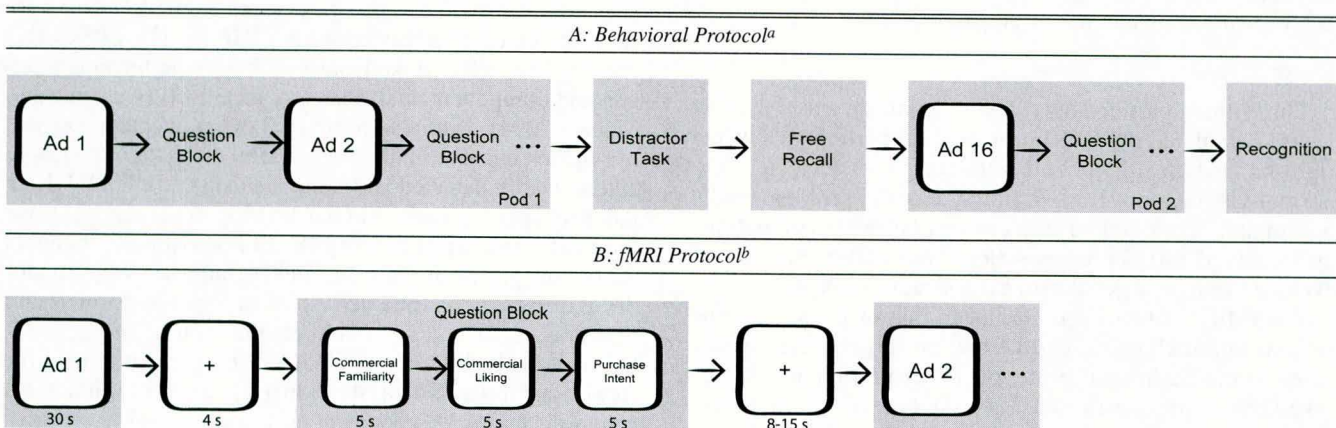 A: Behavioral Protocolᵃ
Ad 1
Question
Block
Ad 2
Question
Block
...
Pod 1
Distractor
Task
Free
Recall
Ad 16
Question
Block
...
Pod 2
Recognition
B: fMRI Protocolᵇ
Ad 1
30 s
+
4 s
Question Block
Commercial
Familiarity
5 s
Commercial
Liking
5 s
Purchase
Intent
5 s
+
8-15 s
Ad 2
...